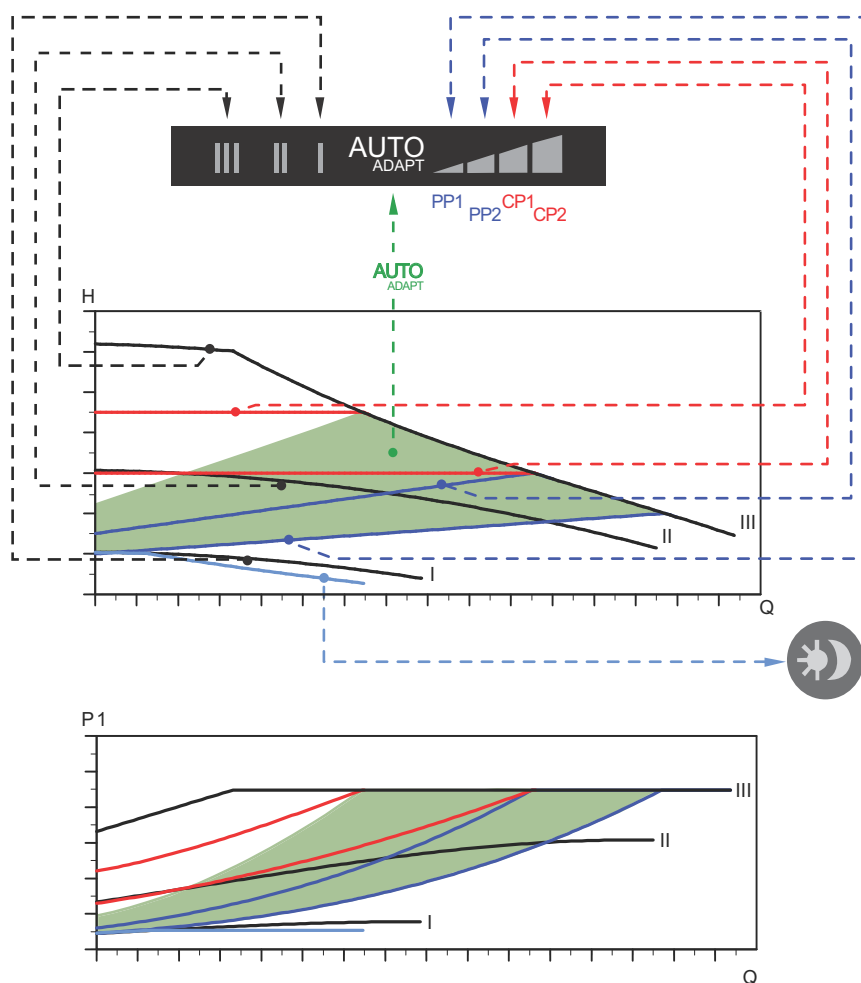 III II I AUTO
ADAPT
PP1 PP2 CP1 CP2
AUTO
ADAPT
H
III
II
I
Q
P1
III
II
I
Q